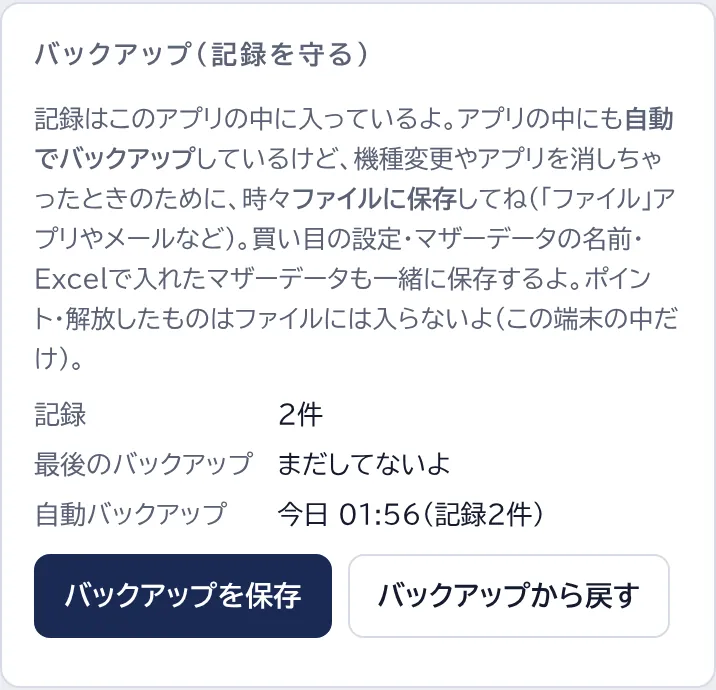 バックアップ(記録を守る)
記録はこのアプリの中に入っているよ。アプリの中にも自動
でバックアップしているけど、機種変更やアプリを消しちゃ
ったときのために、時々ファイルに保存してね(「ファイル」ア
プリやメールなど)。買い目の設定・マザーデータの名前・
Excelで入れたマザーデータも一緒に保存するよ。ポイン
ト・解放したものはファイルには入らないよ(この端末の中だ
け)。
記録 2件
最後のバックアップ まだしてないよ
自動バックアップ 今日 01:56(記録2件)
バックアップを保存 バックアップから戻す